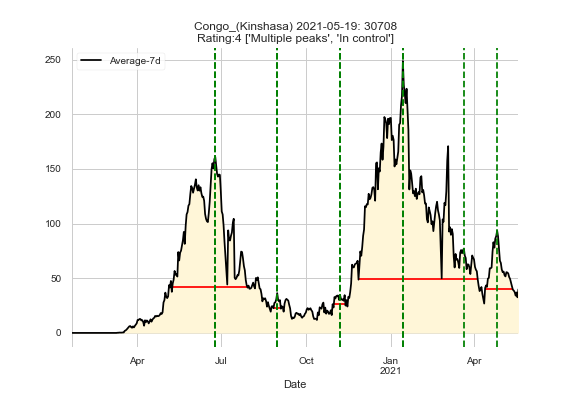 Congo_(Kinshasa) 2021-05-19: 30708
Rating:4 ['Multiple peaks', 'In control']
Average-7d
250
200
150
100
50
0
Apr
Jul
Oct
Jan
2021
Apr
Date